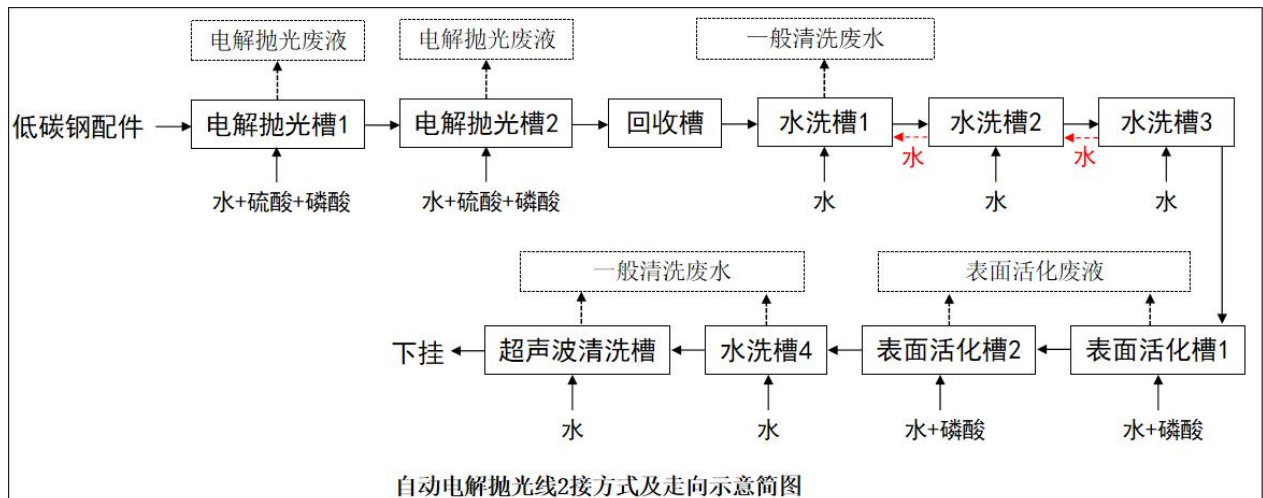 电解抛光废液
电解抛光废液
一般清洗废水
低碳钢配件
电解抛光槽1
电解抛光槽2
回收槽
水洗槽1
水洗槽2
水洗槽3
水
水
水+硫酸+磷酸
水+硫酸+磷酸
水
水
水
一般清洗废水
表面活化废液
下挂
超声波清洗槽
水洗槽4
表面活化槽2
表面活化槽1
水
水
水+磷酸
水+磷酸
自动电解抛光线2接方式及走向示意简图